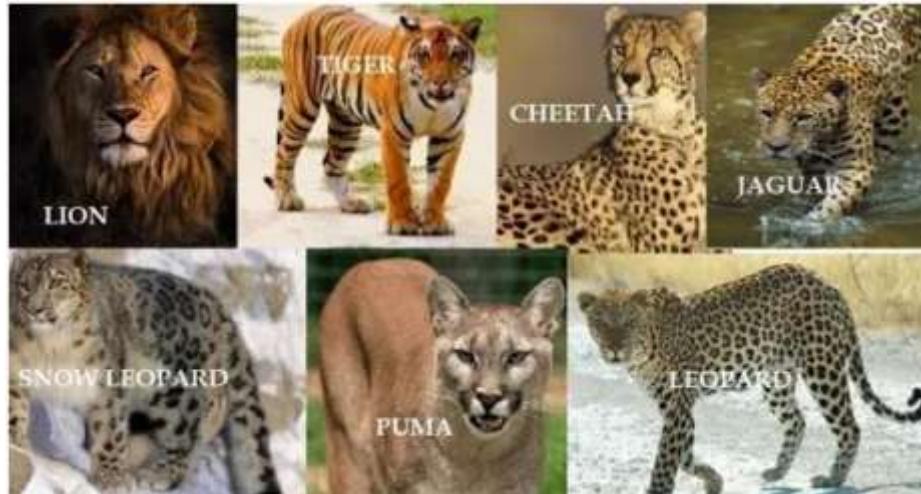 LION
TIGER
CHEETAH
JAGUAR
SNOW LEOPARD
PUMA
LEOPARD